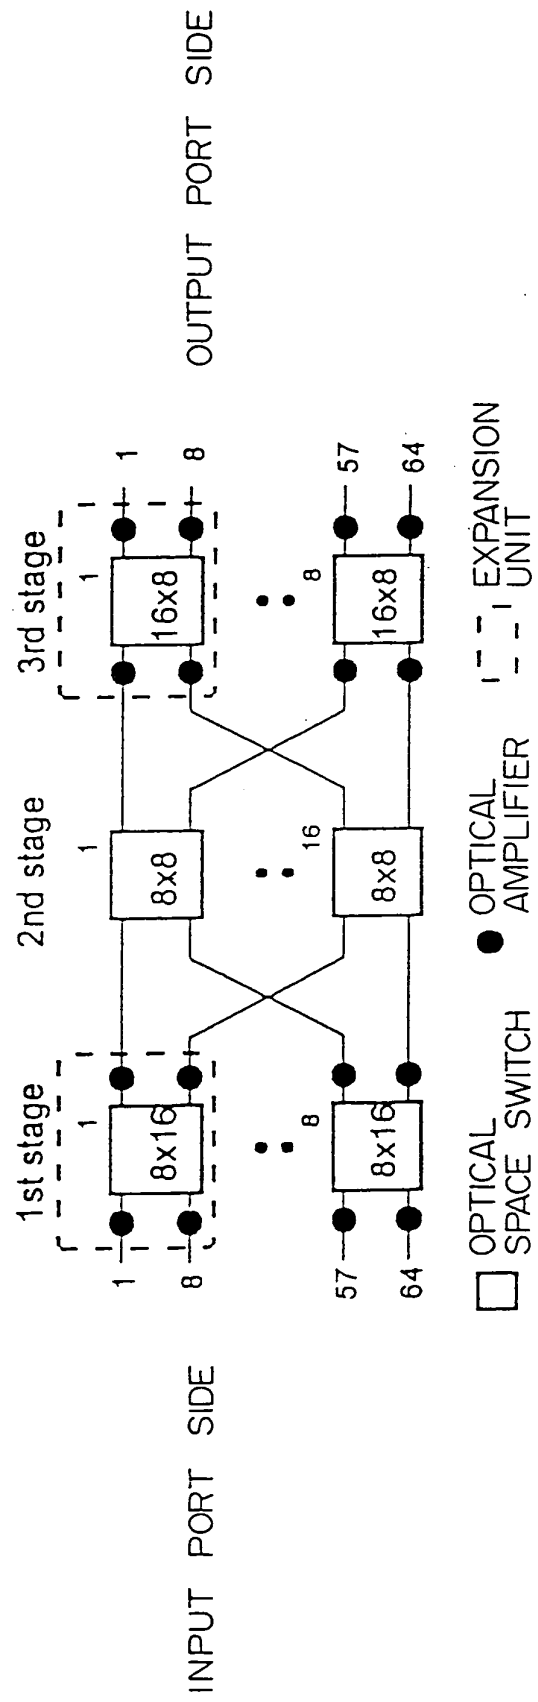 INPUT PORT SIDE
OUTPUT PORT SIDE
1st stage
2nd stage
3rd stage
1
8
57
64
1
8x16
8
8x16
1
8x8
16
8x8
1
16x8
8
16x8
1
8
57
64
OPTICAL
SPACE SWITCH
OPTICAL
AMPLIFIER
EXPANSION
UNIT